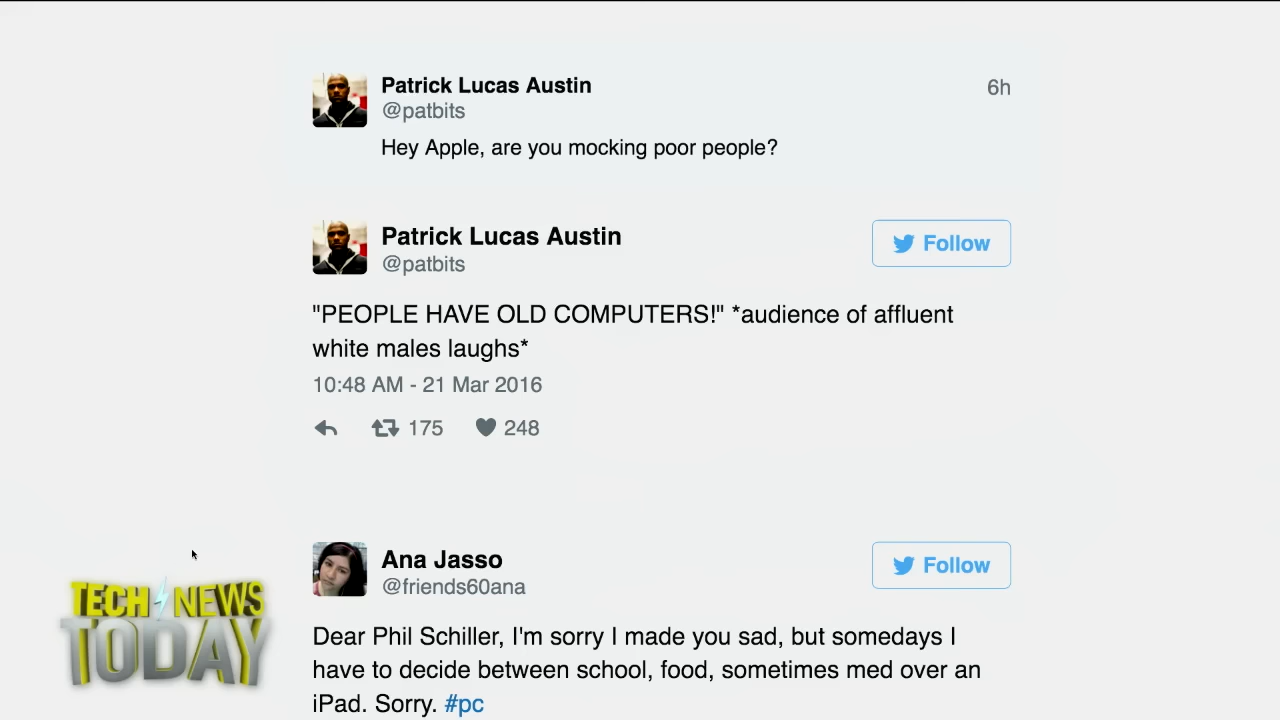 Patrick Lucas Austin
6h
@patbits
Hey Apple, are you mocking poor people?
Patrick Lucas Austin
Follow
@patbits
"PEOPLE HAVE OLD COMPUTERS!" *audience of affluent
white males laughs*
10:48 AM - 21 Mar 2016
175 248
Ana Jasso
Follow
@friends60ana
TECH NEWS
TODAY
Dear Phil Schiller, I'm sorry I made you sad, but somedays I
have to decide between school, food, sometimes med over an
iPad. Sorry. #pc